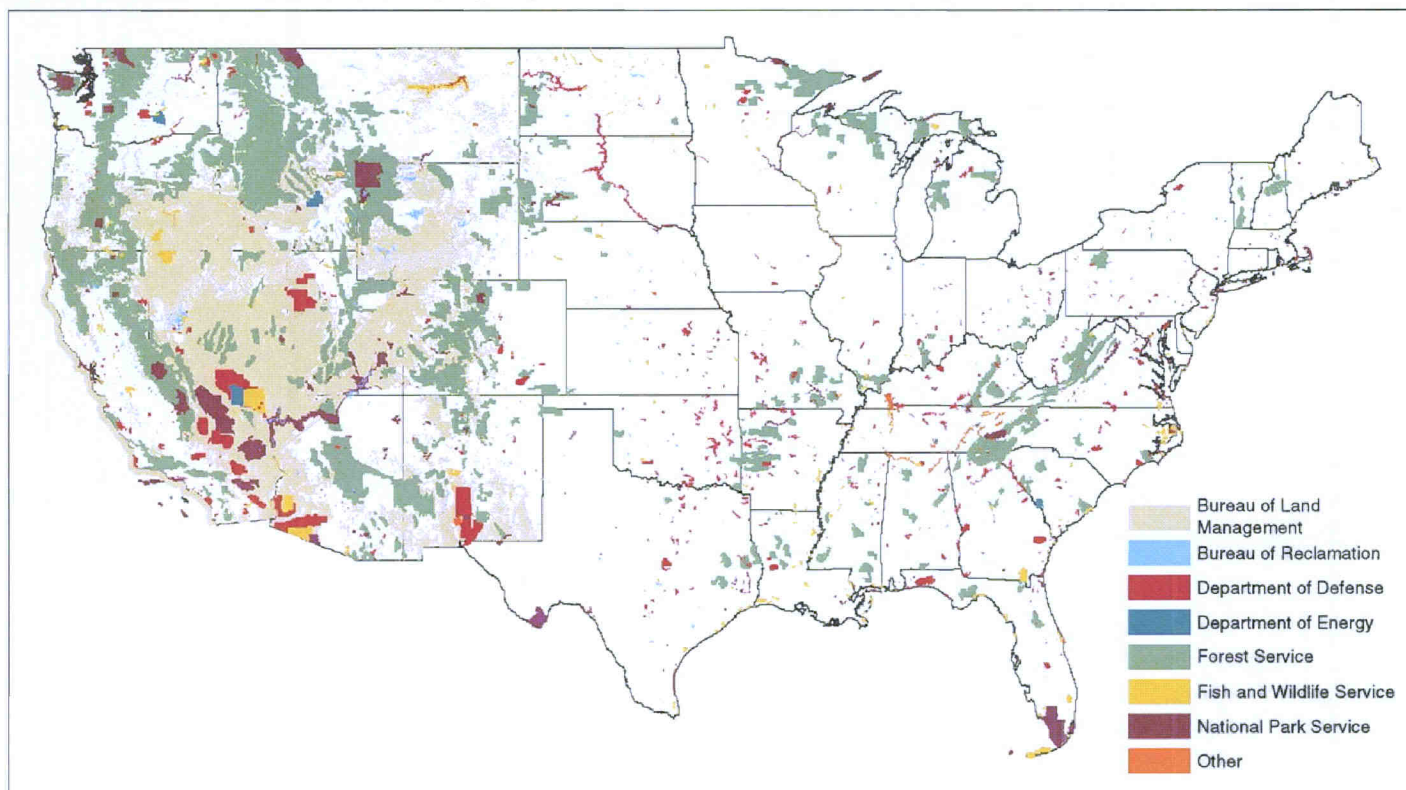 Bureau of Land
Management
Bureau of Reclamation
Department of Defense
Department of Energy
Forest Service
Fish and Wildlife Service
National Park Service
Other